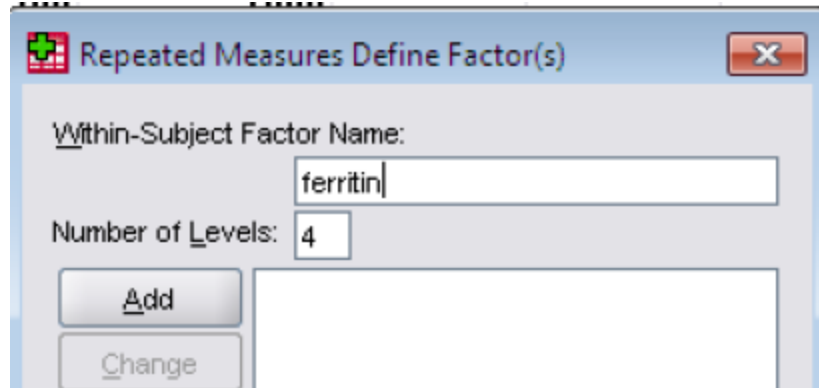 Repeated Measures Define Factor(s)
Within-Subject Factor Name:
ferritin
Number of Levels: 4
Add
Change